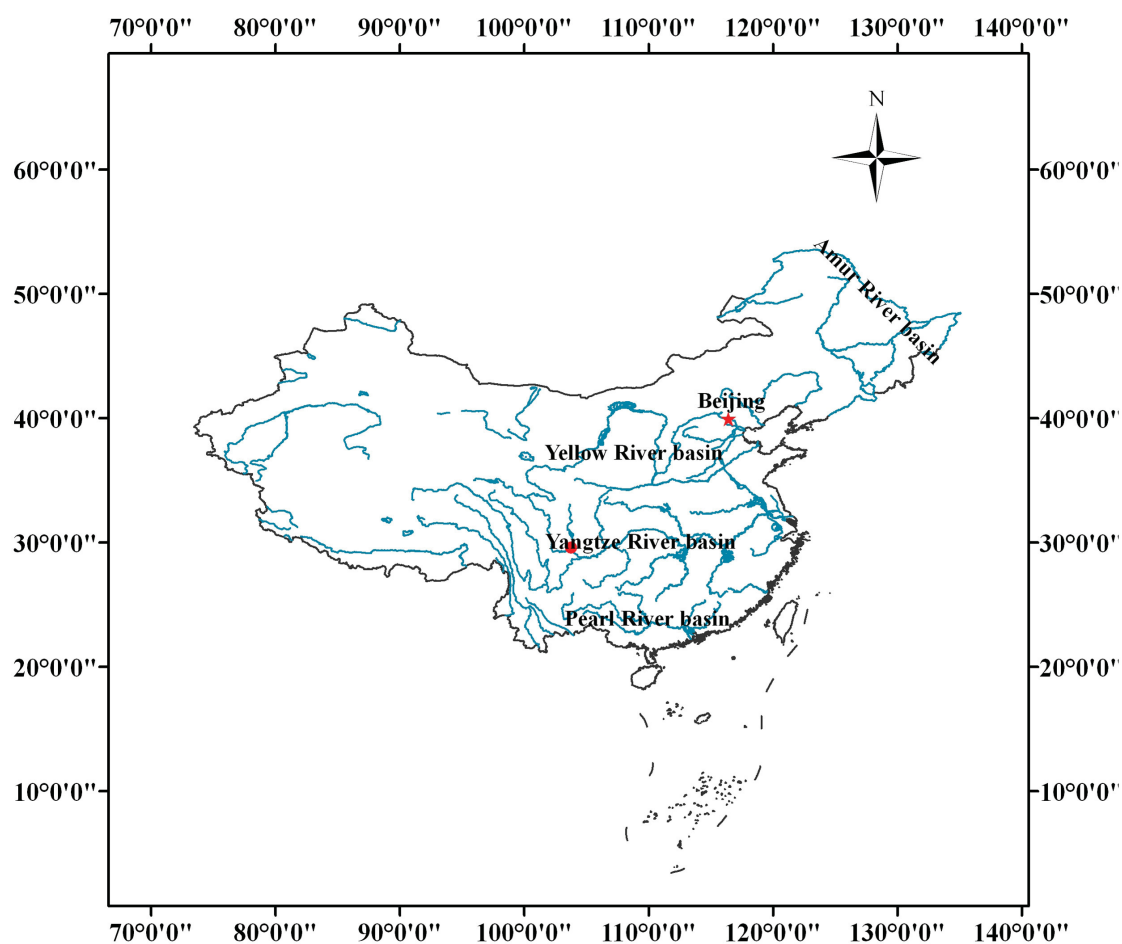 70°0'0" 80°0'0" 90°0'0" 100°0'0" 110°0'0" 120°0'0" 130°0'0" 140°0'0"
N
60°0'0" 60°0'0"
Amur River basin
50°0'0" 50°0'0"
Beijing
40°0'0" 40°0'0"
Yellow River basin
30°0'0" Yangtze River basin 30°0'0"
Pearl River basin
20°0'0" 20°0'0"
10°0'0" 10°0'0"
70°0'0" 80°0'0" 90°0'0" 100°0'0" 110°0'0" 120°0'0" 130°0'0" 140°0'0"